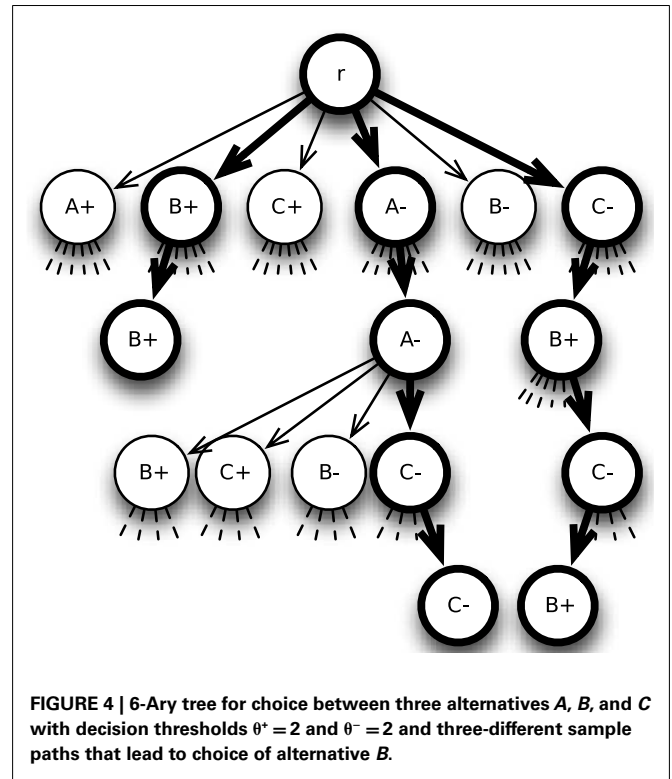 r
A+ B+ C+ A- B- C-
B+ A- B+
B+ C+ B- C- C-
C- B+
FIGURE 4 | 6-Ary tree for choice between three alternatives A, B, and C
with decision thresholds θ⁺ = 2 and θ⁻ = 2 and three-different sample
paths that lead to choice of alternative B.